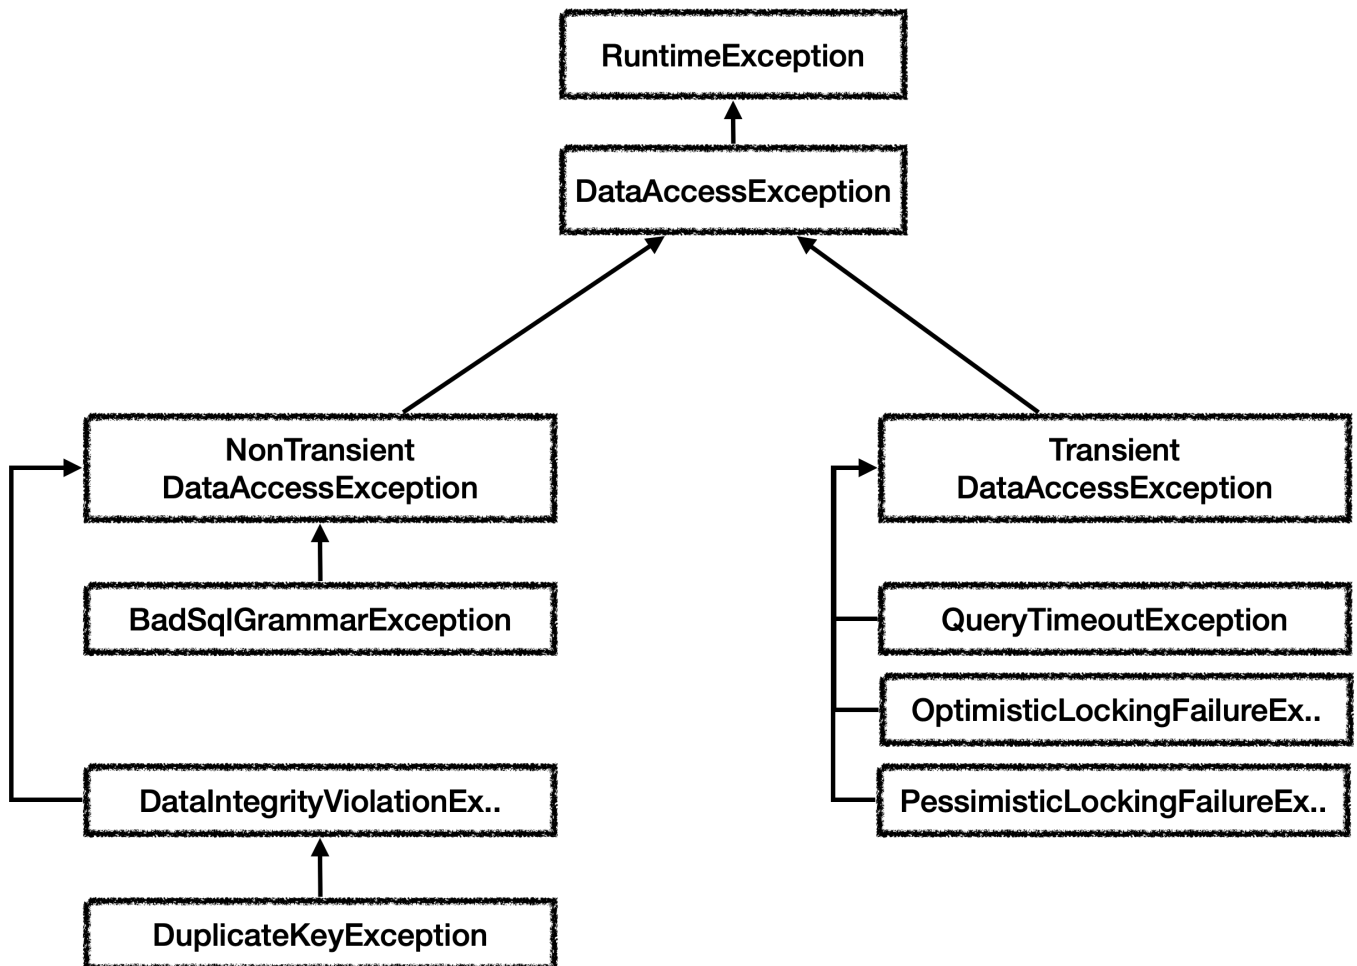 RuntimeException
DataAccessException
NonTransient
DataAccessException
Transient
DataAccessException
BadSqlGrammarException
QueryTimeoutException
OptimisticLockingFailureEx..
DataIntegrityViolationEx..
PessimisticLockingFailureEx..
DuplicateKeyException